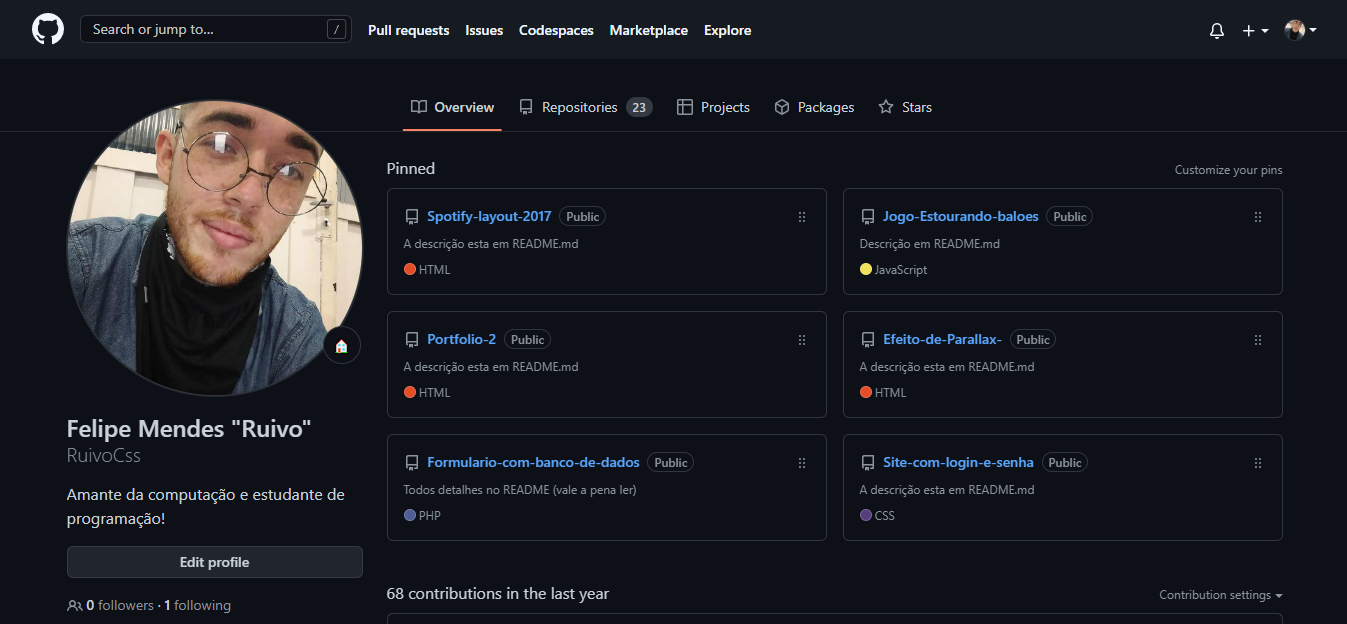 Search or jump to... /
Pull requests Issues Codespaces Marketplace Explore
Overview Repositories 23 Projects Packages Stars
Felipe Mendes "Ruivo"
RuivoCss
Amante da computação e estudante de
programação!
Edit profile
0 followers · 1 following
Pinned
Customize your pins
Spotify-layout-2017 Public
A descrição esta em README.md
HTML
Jogo-Estourando-baloes Public
Descrição em README.md
JavaScript
Portfolio-2 Public
A descrição esta em README.md
HTML
Efeito-de-Parallax- Public
A descrição esta em README.md
HTML
Formulario-com-banco-de-dados Public
Todos detalhes no README (vale a pena ler)
PHP
Site-com-login-e-senha Public
A descrição esta em README.md
CSS
68 contributions in the last year
Contribution settings